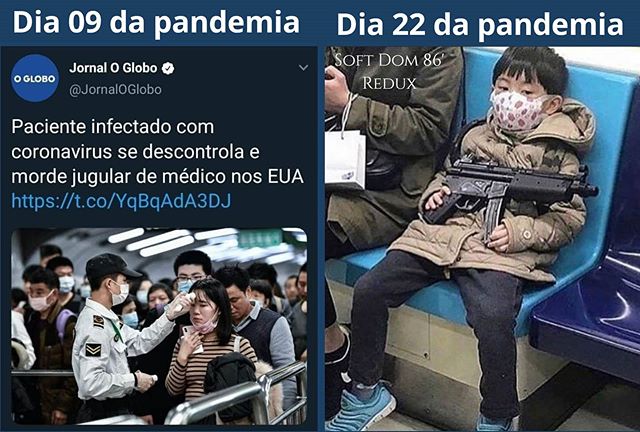 Dia 09 da pandemia
Dia 22 da pandemia
O GLOBO
Jornal O Globo
@JornalOGlobo
Paciente infectado com
coronavirus se descontrola e
morde jugular de médico nos EUA
https://t.co/YqBqAdA3DJ
Soft Dom 86'
Redux